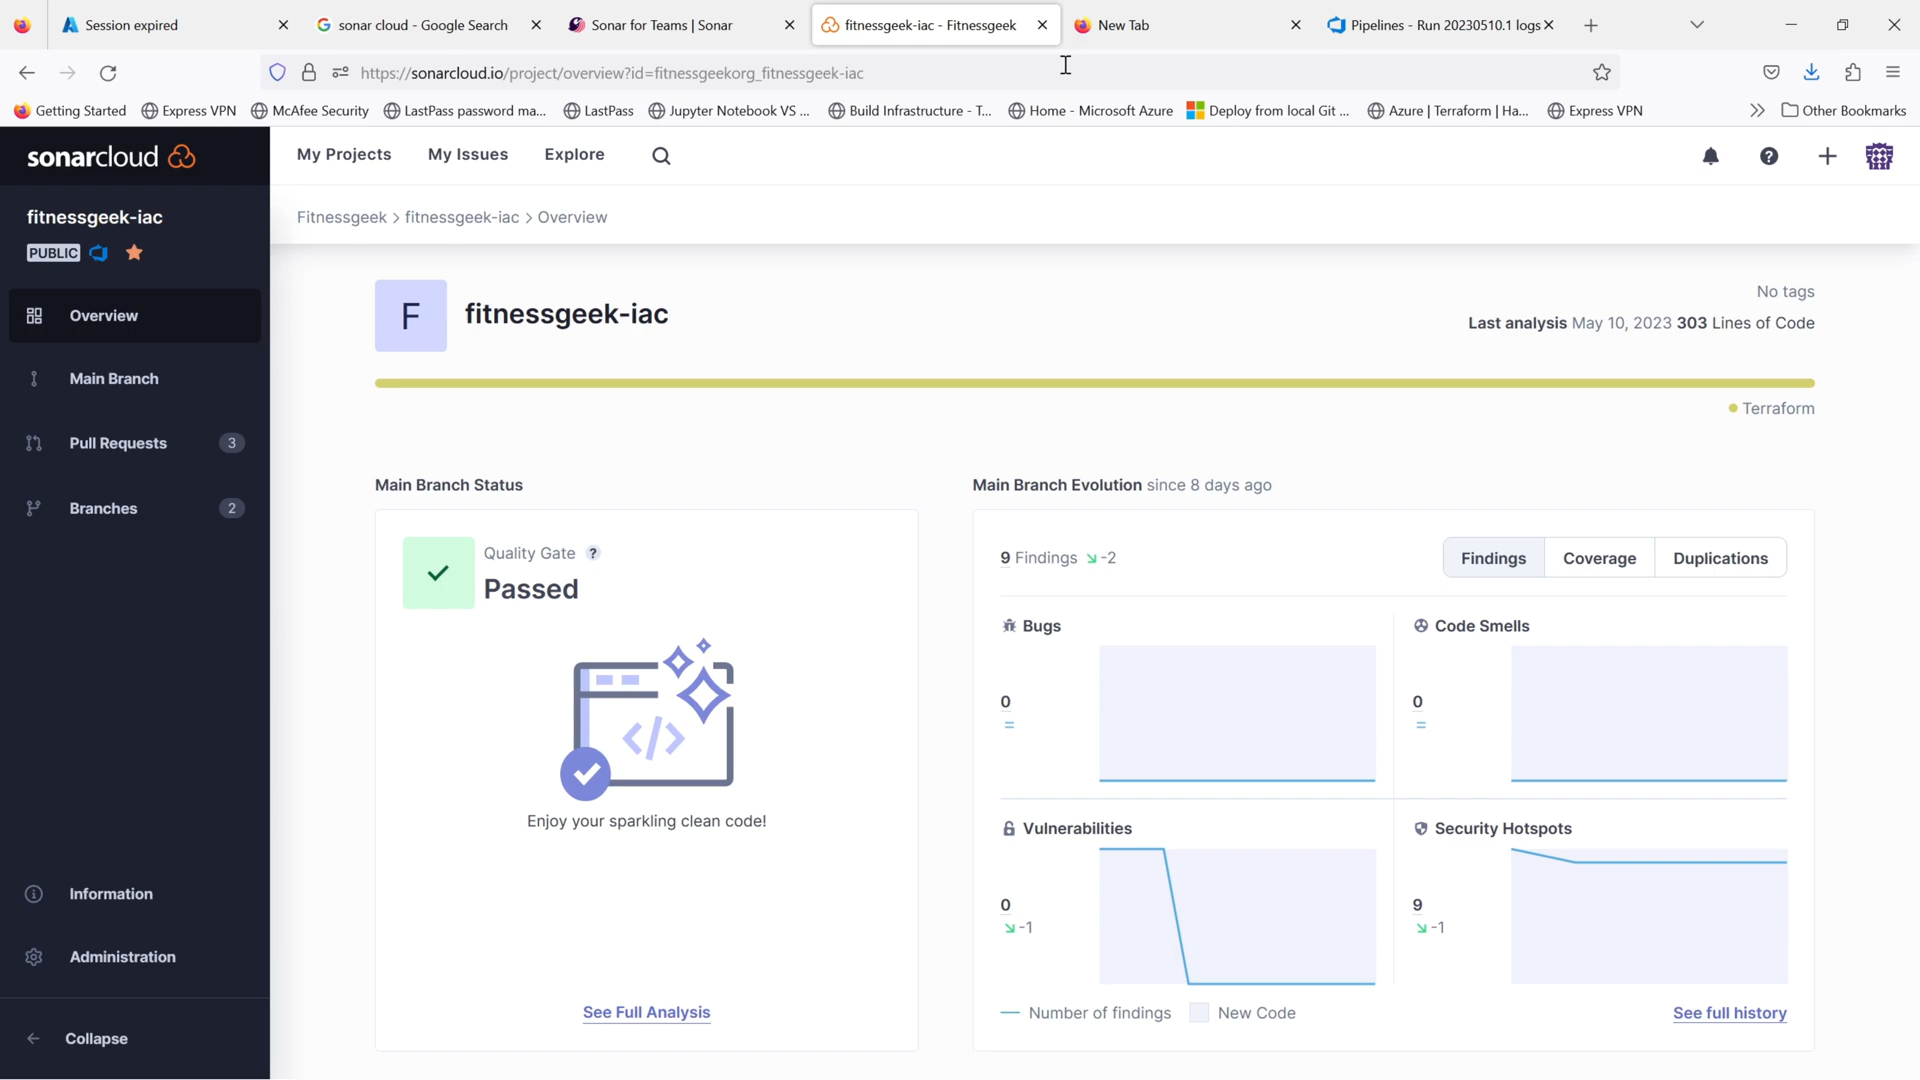 Session expired
sonar cloud - Google Search
Sonar for Teams | Sonar
fitnessgeek-iac - Fitnessgeek
New Tab
Pipelines - Run 20230510.1 logs
https://sonarcloud.io/project/overview?id=fitnessgeekorg_fitnessgeek-iac
Getting Started
Express VPN
McAfee Security
LastPass password ma...
LastPass
Jupyter Notebook VS ...
Build Infrastructure - T...
Home - Microsoft Azure
Deploy from local Git ...
Azure | Terraform | Ha...
Express VPN
Other Bookmarks
sonarcloud
My Projects
My Issues
Explore
fitnessgeek-iac
PUBLIC
Fitnessgeek > fitnessgeek-iac > Overview
Overview
Main Branch
Pull Requests 3
Branches 2
Information
Administration
Collapse
F
fitnessgeek-iac
No tags
Last analysis May 10, 2023 303 Lines of Code
Terraform
Main Branch Status
Quality Gate ?
Passed
</>
Enjoy your sparkling clean code!
See Full Analysis
Main Branch Evolution since 8 days ago
9 Findings -2
Findings
Coverage
Duplications
Bugs
0
=
Code Smells
0
=
Vulnerabilities
0
-1
Security Hotspots
9
-1
Number of findings
New Code
See full history